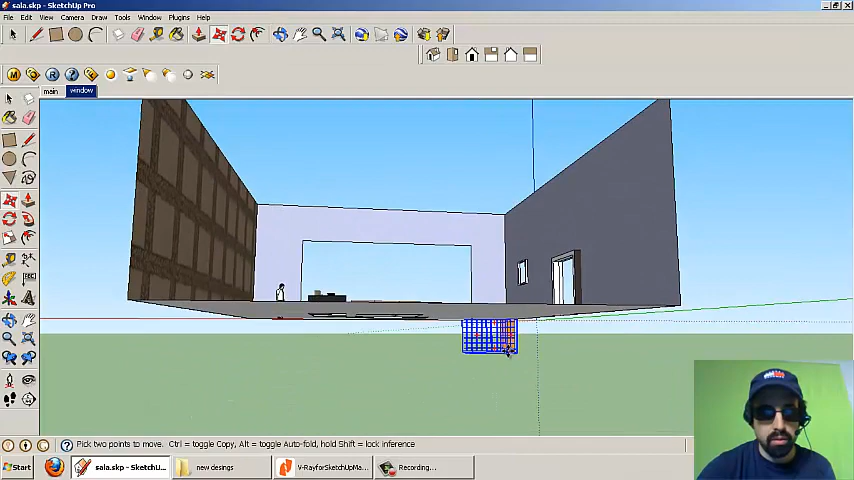 sala.skp - SketchUp Pro
File Edit View Camera Draw Tools Window Plugins Help
main window
Pick two points to move. Ctrl = toggle Copy, Alt = toggle Auto-fold, hold Shift = lock inference
Start sala.skp - SketchU... new desings V-RayforSketchUpMa... Recording...